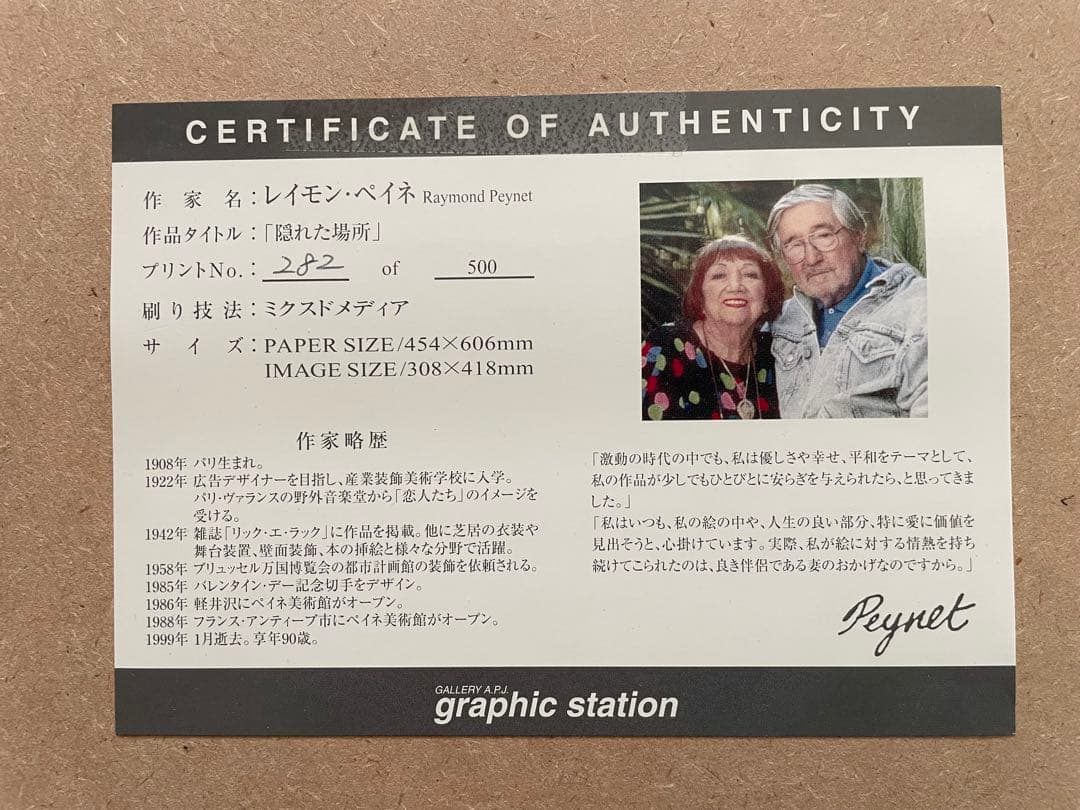 CERTIFICATE OF AUTHENTICITY
作家名：レイモン・ペイネ Raymond Peynet
作品タイトル：「隠れた場所」
プリントNo.：282 of 500
刷り技法：ミクスドメディア
サイズ：PAPER SIZE/454×606mm
IMAGE SIZE/308×418mm
作家略歴
1908年 パリ生まれ。
1922年 広告デザイナーを目指し、産業装飾美術学校に入学。
パリ・ヴァランスの野外音楽堂から「恋人たち」のイメージを
受ける。
1942年 雑誌「リック・エ・ラック」に作品を掲載。他に芝居の衣装や
舞台装置、壁面装飾、本の挿絵と様々な分野で活躍。
1958年 ブリュッセル万国博覧会の都市計画館の装飾を依頼される。
1985年 バレンタイン・デー記念切手をデザイン。
1986年 軽井沢にペイネ美術館がオープン。
1988年 フランス・アンティーブ市にペイネ美術館がオープン。
1999年 1月逝去。享年90歳。
「激動の時代の中でも、私は優しさや幸せ、平和をテーマとして、
私の作品が少しでもひとびとに安らぎを与えられたら、と思ってきま
した。」
「私はいつも、私の絵の中や、人生の良い部分、特に愛に価値を
見出そうと、心掛けています。実際、私が絵に対する情熱を持ち
続けてこられたのは、良き伴侶である妻のおかげなのですから。」
Peynet
GALLERY A.P.J.
graphic station